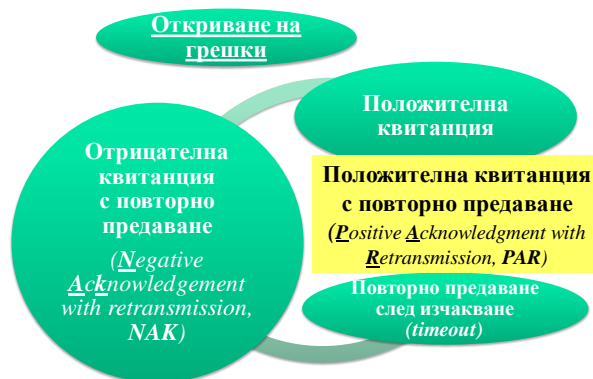 Откриване на
грешки
Положителна
квитанция
Отрицателна
квитанция
с повторно
предаване
(Negative
Acknowledgement
with retransmission,
NAK)
Положителна квитанция
с повторно предаване
(Positive Acknowledgment with
Retransmission, PAR)
Повторно предаване
след изчакване
(timeout)